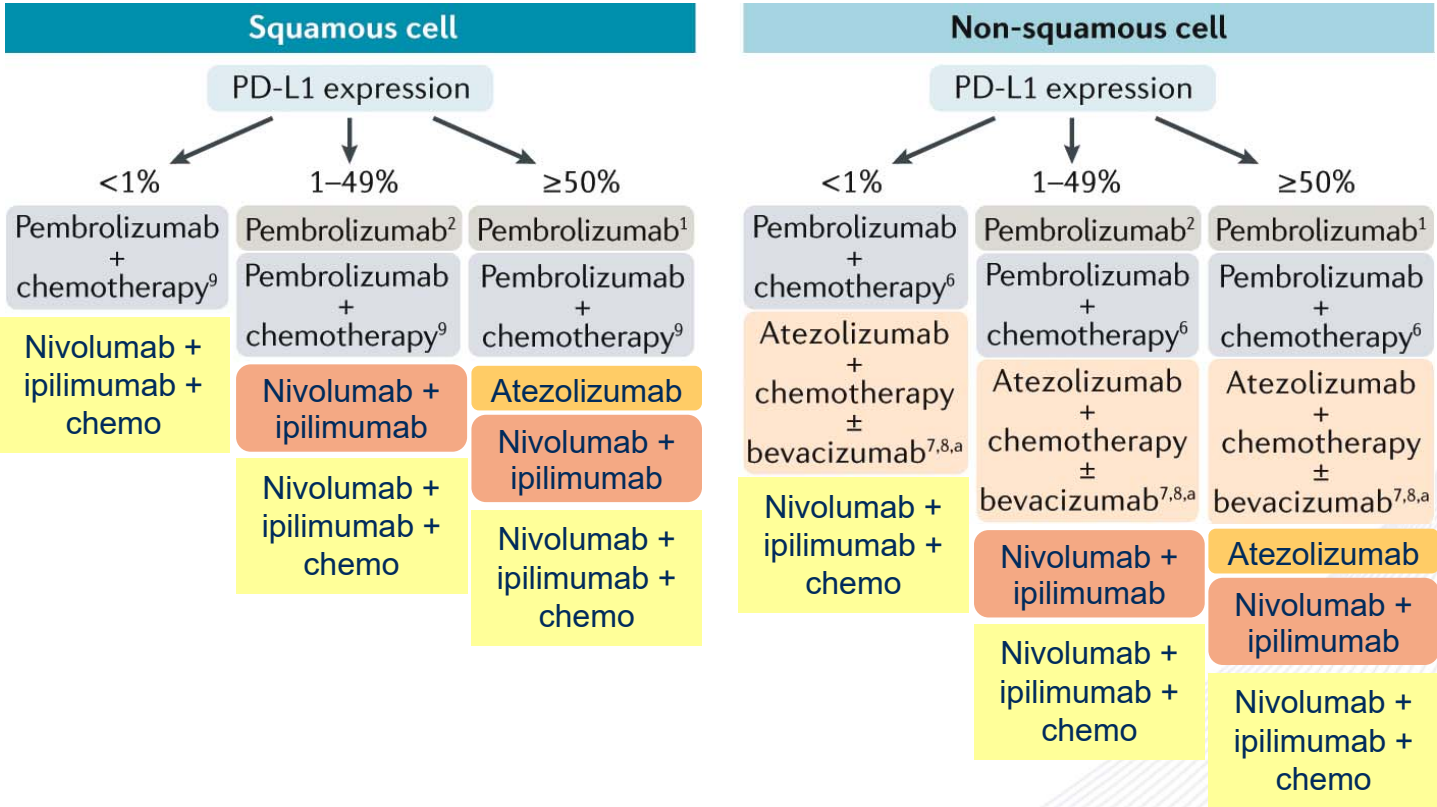 Squamous cell
PD-L1 expression
<1%
Pembrolizumab
+
chemotherapy⁹
Nivolumab +
ipilimumab +
chemo
1–49%
Pembrolizumab²
Pembrolizumab
+
chemotherapy⁹
Nivolumab +
ipilimumab
Nivolumab +
ipilimumab +
chemo
≥50%
Pembrolizumab¹
Pembrolizumab
+
chemotherapy⁹
Atezolizumab
Nivolumab +
ipilimumab
Nivolumab +
ipilimumab +
chemo
Non-squamous cell
PD-L1 expression
<1%
Pembrolizumab
+
chemotherapy⁶
Atezolizumab
+
chemotherapy
±
bevacizumab⁷,⁸,ᵃ
Nivolumab +
ipilimumab +
chemo
1–49%
Pembrolizumab²
Pembrolizumab
+
chemotherapy⁶
Atezolizumab
+
chemotherapy
±
bevacizumab⁷,⁸,ᵃ
Nivolumab +
ipilimumab
Nivolumab +
ipilimumab +
chemo
≥50%
Pembrolizumab¹
Pembrolizumab
+
chemotherapy⁶
Atezolizumab
+
chemotherapy
±
bevacizumab⁷,⁸,ᵃ
Atezolizumab
Nivolumab +
ipilimumab
Nivolumab +
ipilimumab +
chemo